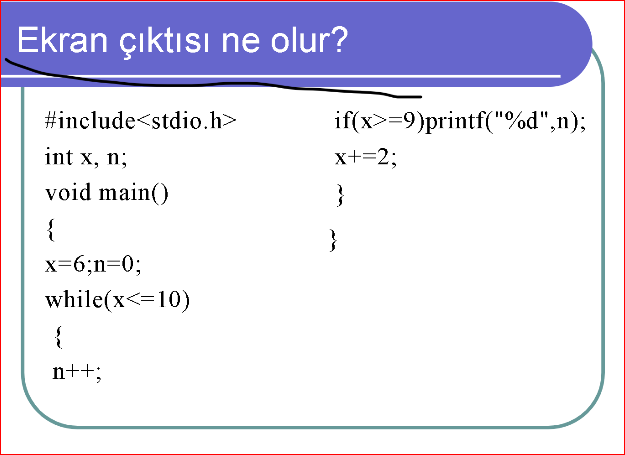 Ekran çıktısı ne olur?
#include<stdio.h>
int x, n;
void main()
{
x=6;n=0;
while(x<=10)
{
n++;
if(x>=9)printf("%d",n);
x+=2;
}
}